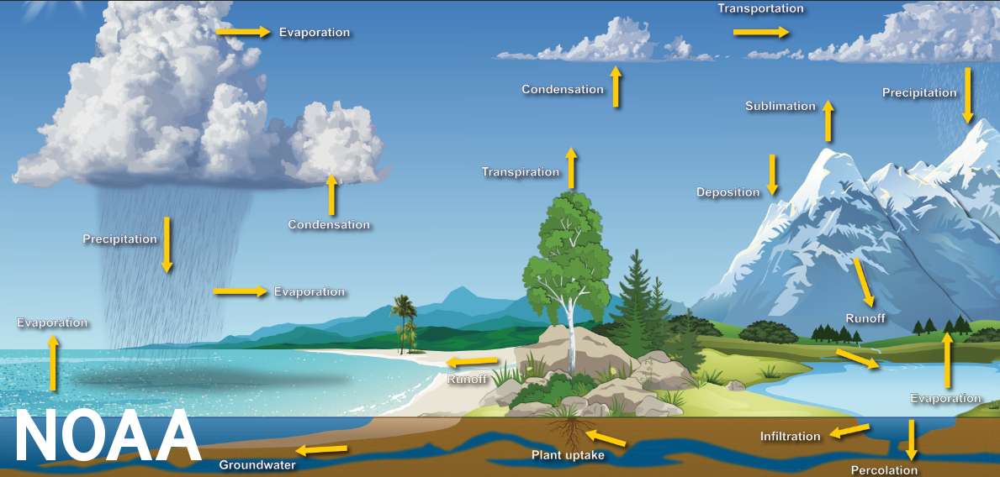 Transportation
Evaporation
Condensation
Precipitation
Sublimation
Transpiration
Deposition
Condensation
Precipitation
Evaporation
Runoff
Evaporation
Runoff
Evaporation
NOAA
Infiltration
Plant uptake
Groundwater
Percolation